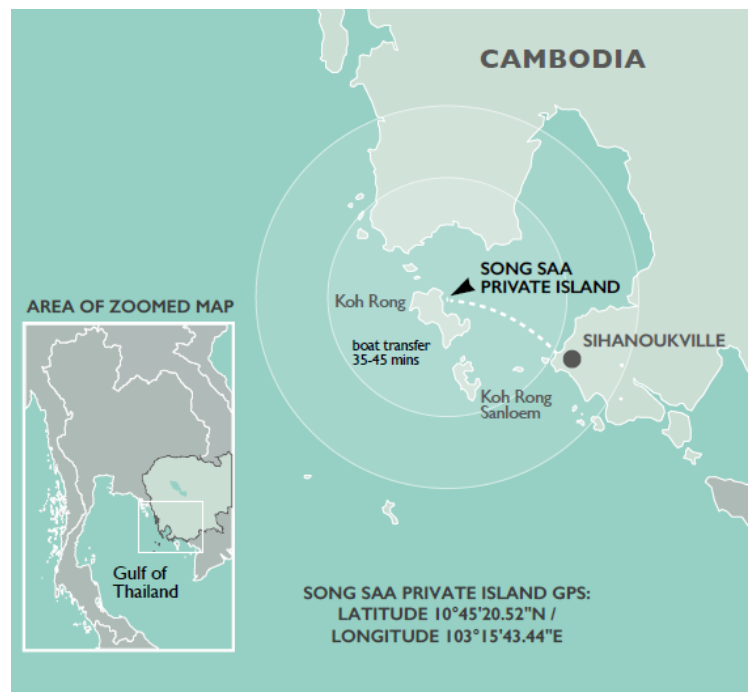 CAMBODIA
SONG SAA
PRIVATE ISLAND
Koh Rong
AREA OF ZOOMED MAP
boat transfer
35-45 mins
SIHANOUKVILLE
Koh Rong
Sanloem
Gulf of
Thailand
SONG SAA PRIVATE ISLAND GPS:
LATITUDE 10°45'20.52"N /
LONGITUDE 103°15'43.44"E